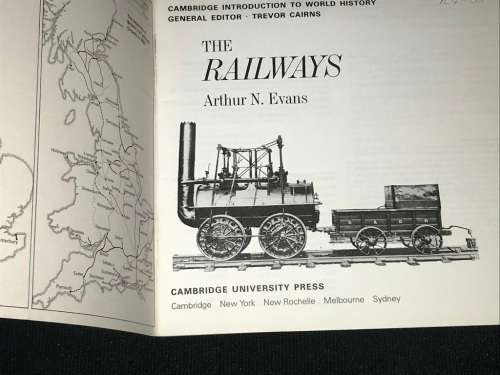 CAMBRIDGE INTRODUCTION TO WORLD HISTORY
GENERAL EDITOR · TREVOR CAIRNS
THE
RAILWAYS
Arthur N. Evans
CAMBRIDGE UNIVERSITY PRESS
Cambridge New York New Rochelle Melbourne Sydney